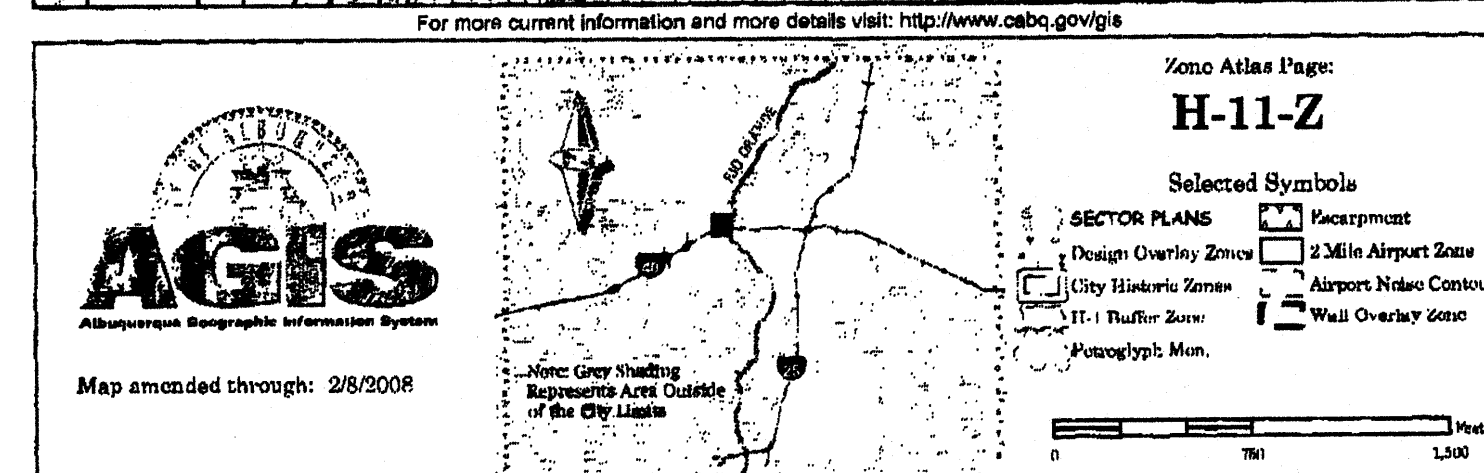 For more current information and more details visit: http://www.cabq.gov/gis
AGIS
Albuquerque Geographic Information System
Map amended through: 2/8/2008
RIO GRANDE
40
25
Note: Grey Shading
Represents Area Outside
of the City Limits
Zone Atlas Page:
H-11-Z
Selected Symbols
SECTOR PLANS
Design Overlay Zones
City Historic Zones
H-1 Buffer Zone
Petroglyph Mon.
Escarpment
2 Mile Airport Zone
Airport Noise Contou
Wall Overlay Zone
0
750
1,500